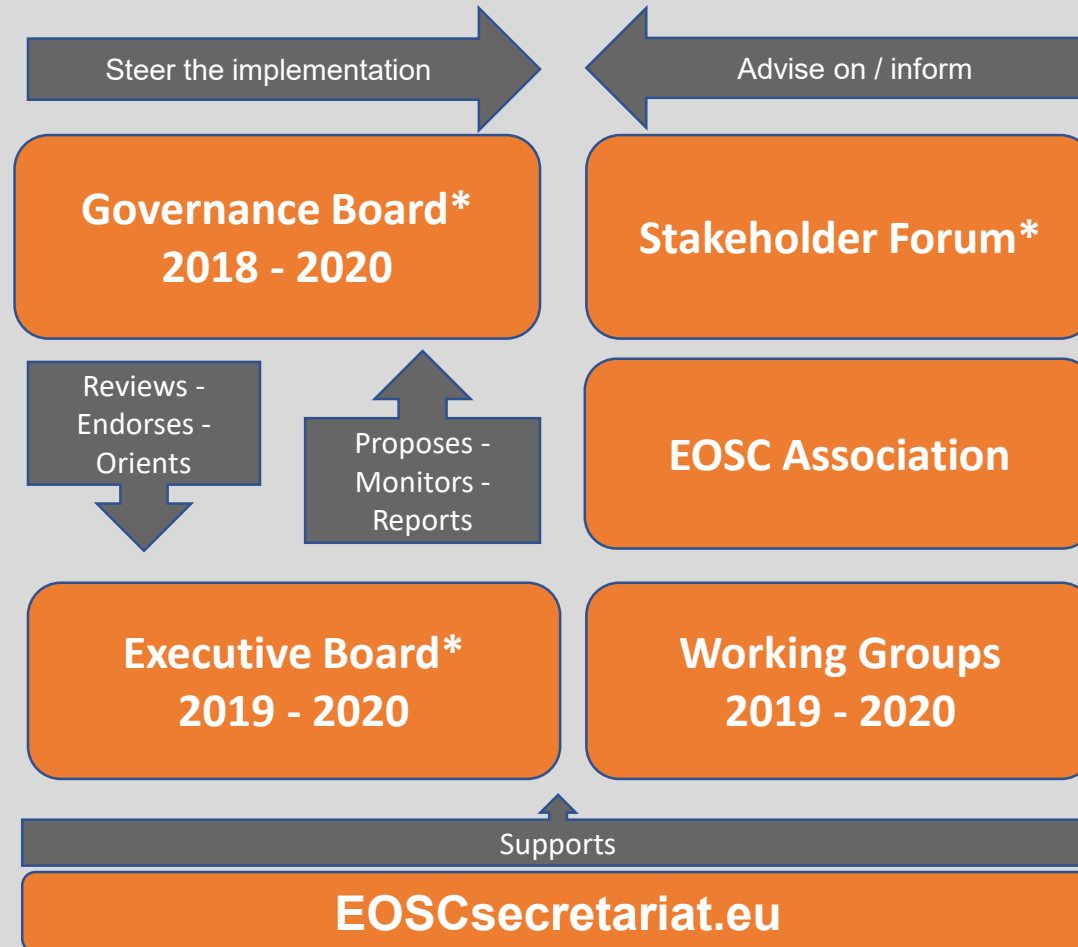 Steer the implementation
Advise on / inform
Governance Board*
2018 - 2020
Stakeholder Forum*
Reviews -
Endorses -
Orients
Proposes -
Monitors -
Reports
EOSC Association
Executive Board*
2019 - 2020
Working Groups
2019 - 2020
Supports
EOSCsecretariat.eu